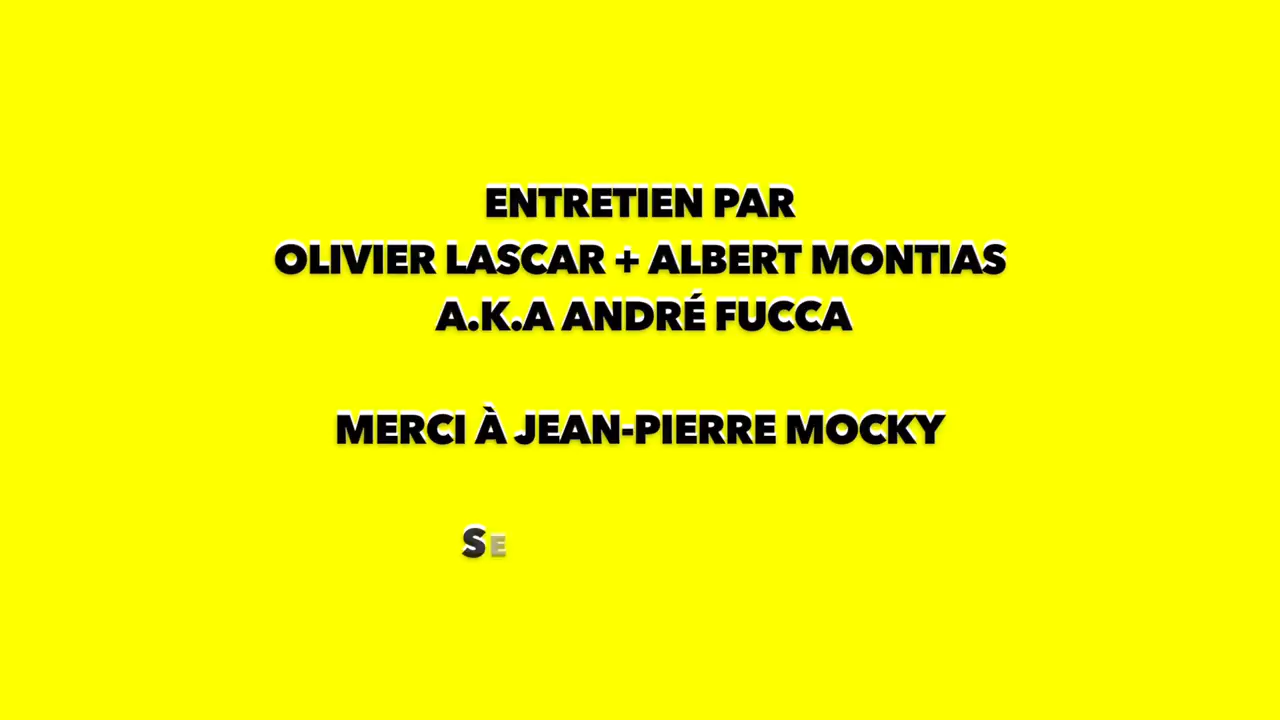 ENTRETIEN PAR
OLIVIER LASCAR + ALBERT MONTIAS
A.K.A ANDRÉ FUCCA
MERCI À JEAN-PIERRE MOCKY
SE